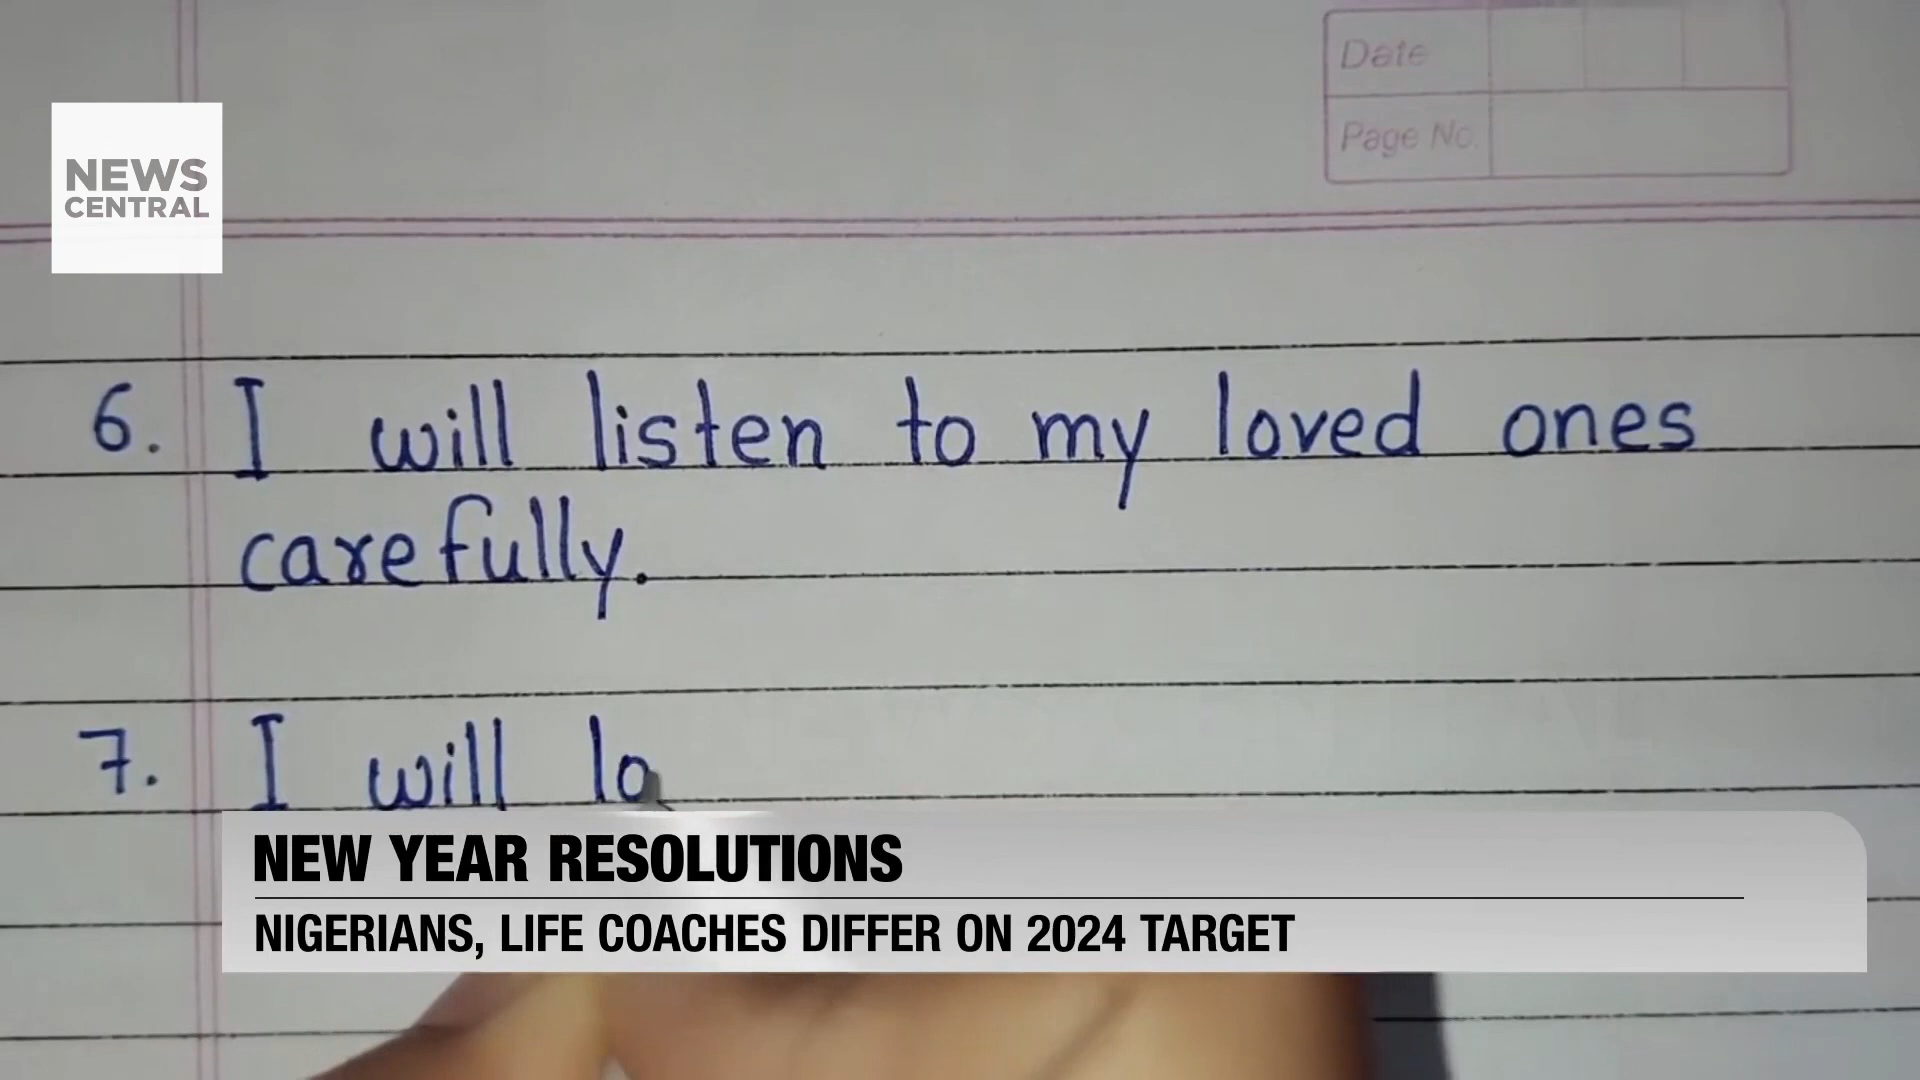 Date
Page No.
NEWS
CENTRAL
6. I will listen to my loved ones
carefully.
7. I will lo
NEW YEAR RESOLUTIONS
NIGERIANS, LIFE COACHES DIFFER ON 2024 TARGET